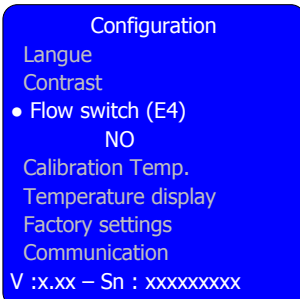 Configuration
Langue
Contrast
● Flow switch (E4)
NO
Calibration Temp.
Temperature display
Factory settings
Communication
V :x.xx – Sn : xxxxxxxxx